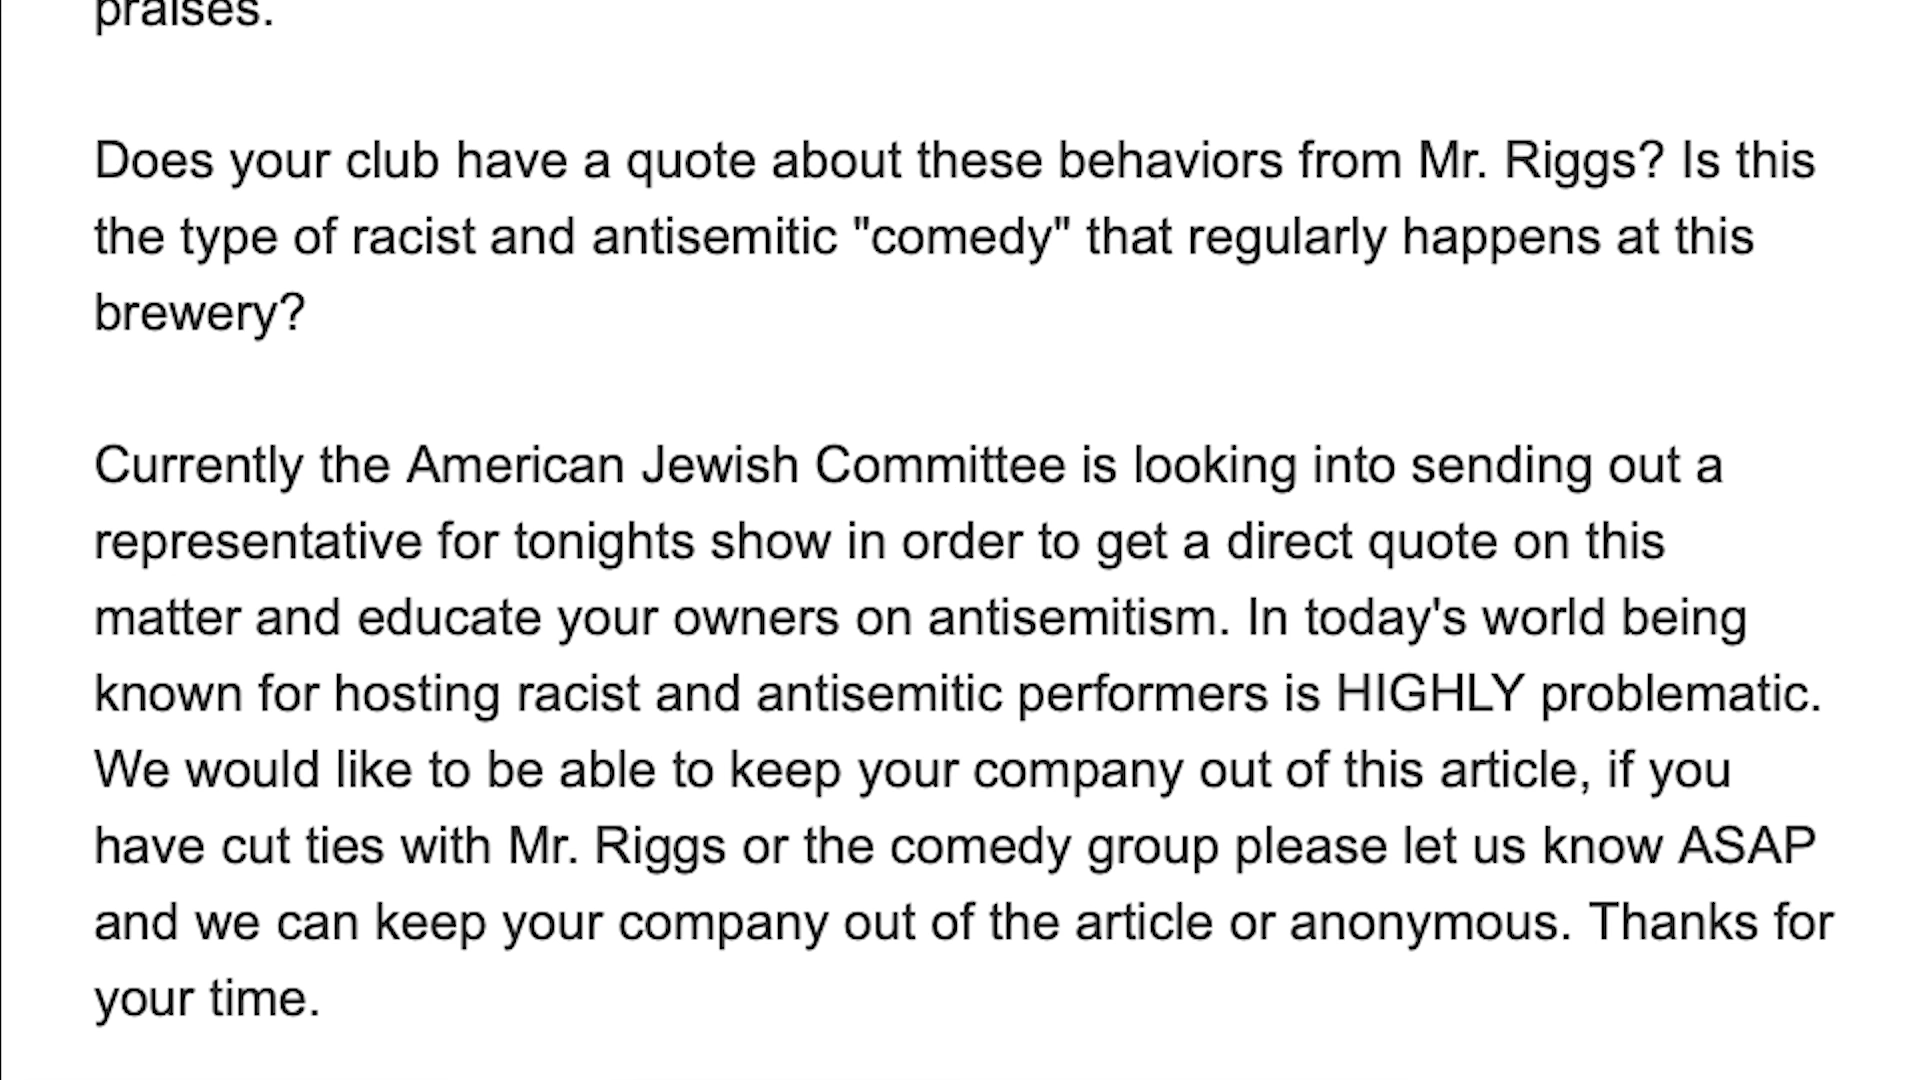 praises.
Does your club have a quote about these behaviors from Mr. Riggs? Is this
the type of racist and antisemitic "comedy" that regularly happens at this
brewery?
Currently the American Jewish Committee is looking into sending out a
representative for tonights show in order to get a direct quote on this
matter and educate your owners on antisemitism. In today's world being
known for hosting racist and antisemitic performers is HIGHLY problematic.
We would like to be able to keep your company out of this article, if you
have cut ties with Mr. Riggs or the comedy group please let us know ASAP
and we can keep your company out of the article or anonymous. Thanks for
your time.